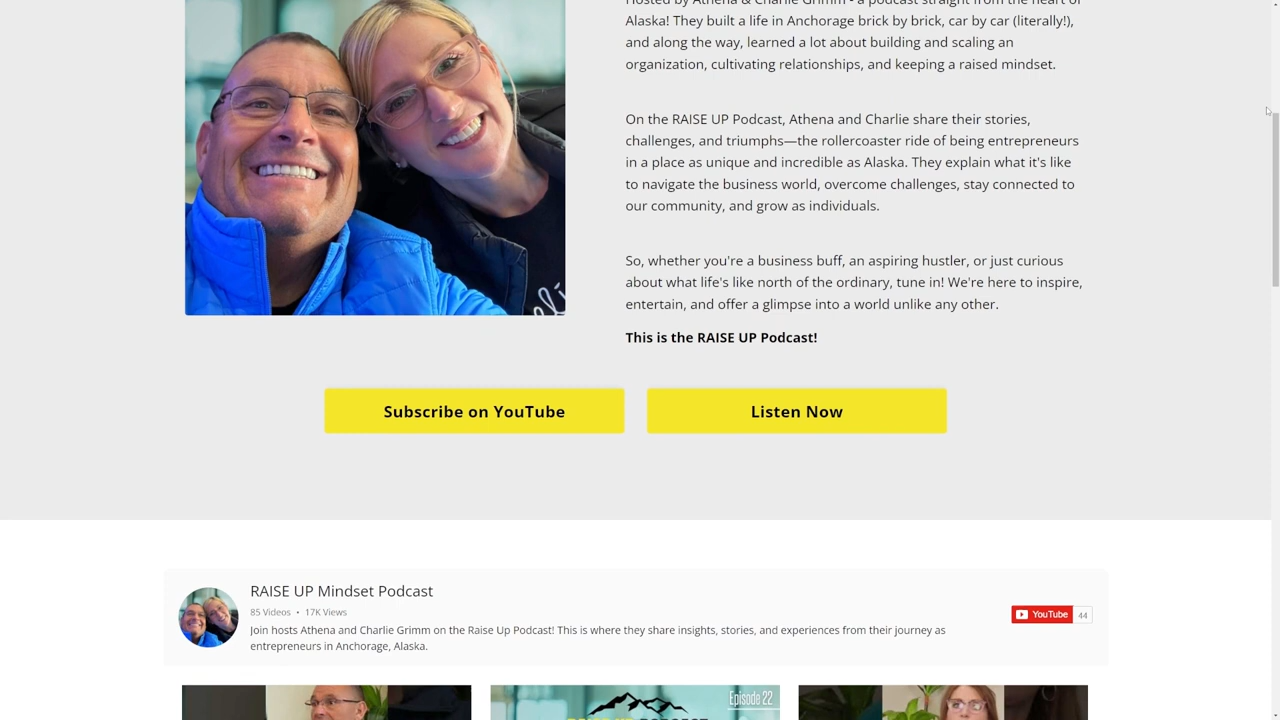 Hosted by Athena & Charlie Grimm - a podcast straight from the heart of
Alaska! They built a life in Anchorage brick by brick, car by car (literally!),
and along the way, learned a lot about building and scaling an
organization, cultivating relationships, and keeping a raised mindset.
On the RAISE UP Podcast, Athena and Charlie share their stories,
challenges, and triumphs—the rollercoaster ride of being entrepreneurs
in a place as unique and incredible as Alaska. They explain what it's like
to navigate the business world, overcome challenges, stay connected to
our community, and grow as individuals.
So, whether you're a business buff, an aspiring hustler, or just curious
about what life's like north of the ordinary, tune in! We're here to inspire,
entertain, and offer a glimpse into a world unlike any other.
This is the RAISE UP Podcast!
Subscribe on YouTube
Listen Now
RAISE UP Mindset Podcast
85 Videos • 17K Views
YouTube 44
Join hosts Athena and Charlie Grimm on the Raise Up Podcast! This is where they share insights, stories, and experiences from their journey as
entrepreneurs in Anchorage, Alaska.
Episode 22